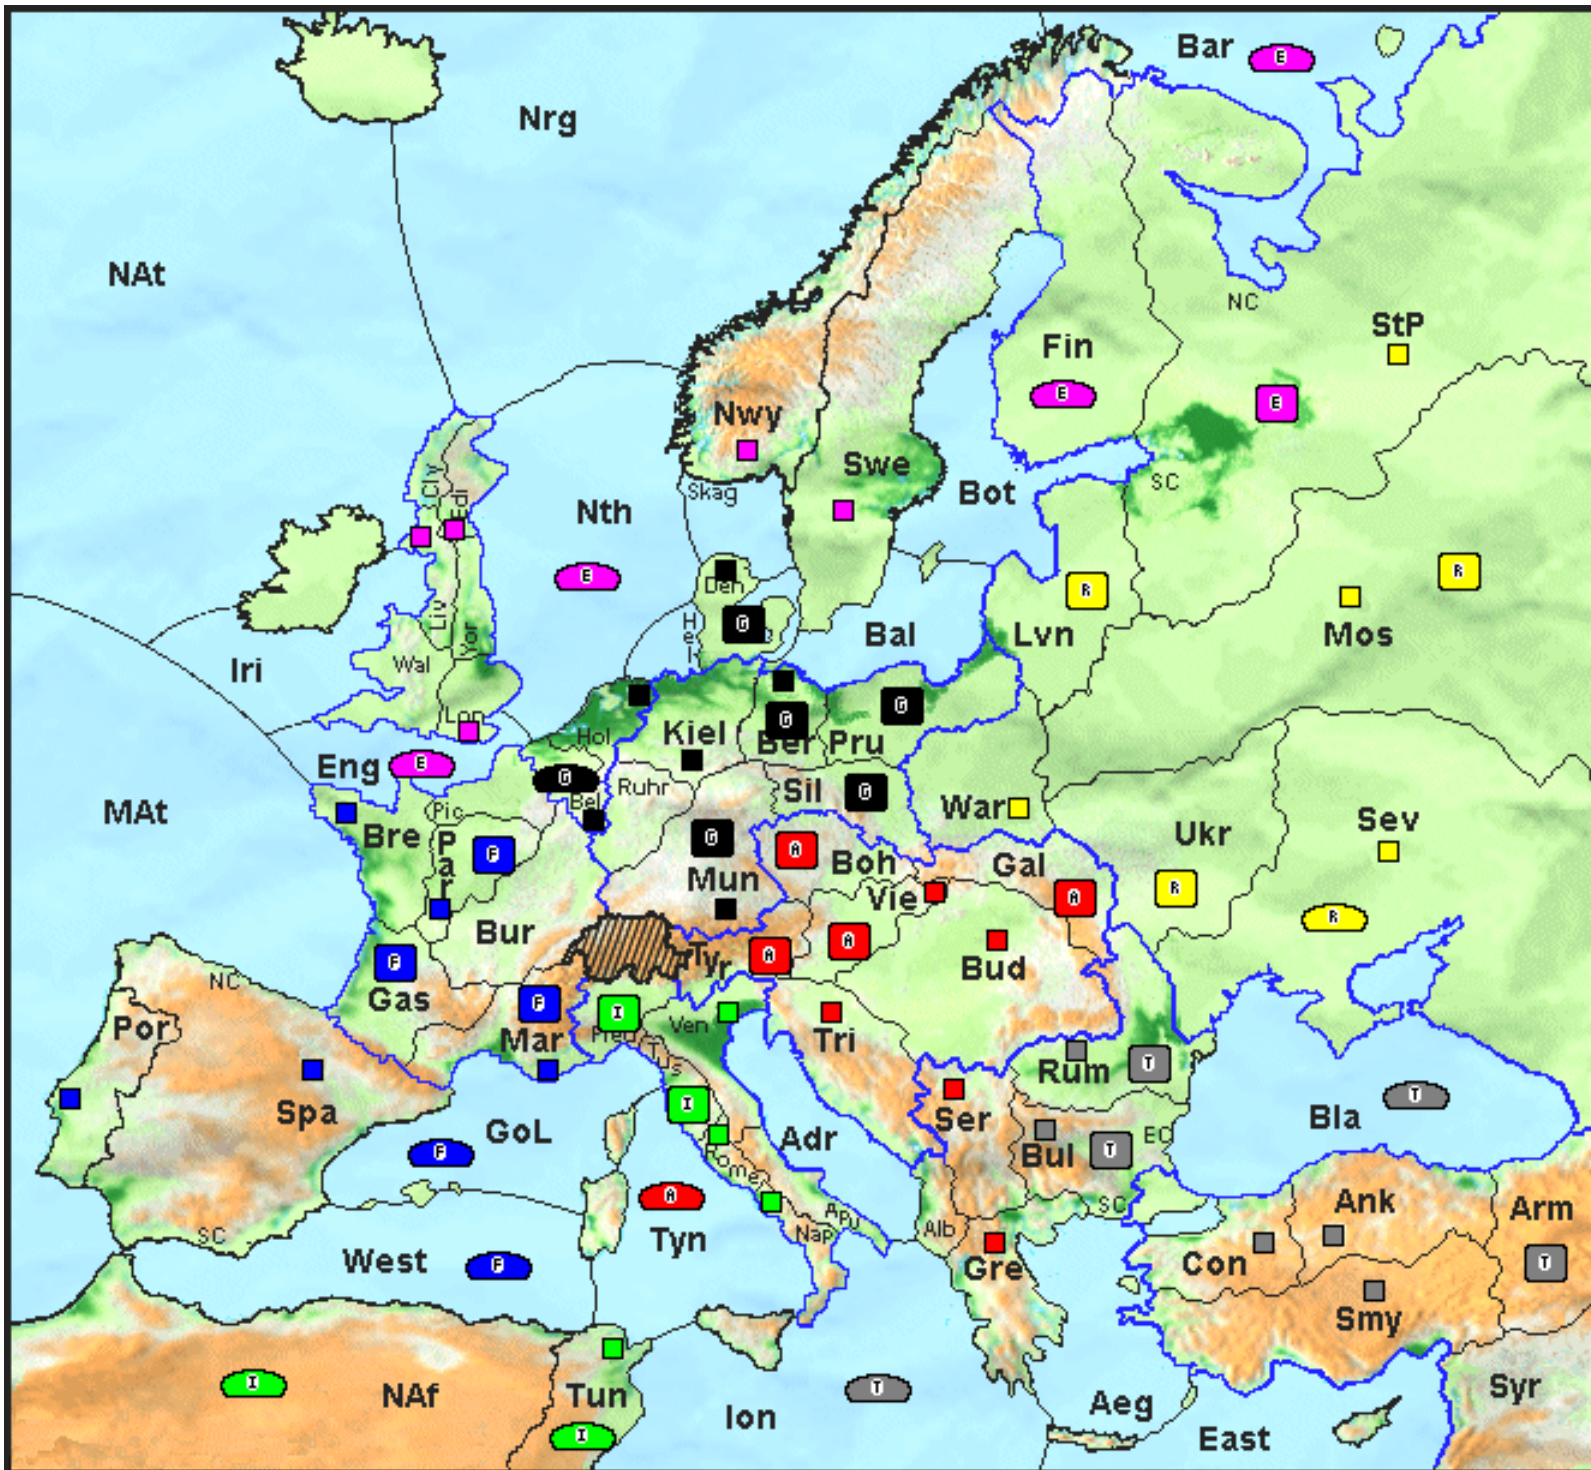 Bar
E
Nrg
NAt
NC
StP
Fin
E
E
Nwy
Swe
Cly
Edi
Skag
Bot
SC
Nth
E
R
R
Den
G
Hel
Bal
Lvn
Mos
Liv
Yor
Wal
Iri
Lon
Hol
Kiel
G
Ber
G
Pru
Eng
E
G
Bel
Ruhr
Sil
G
War
MAt
Pic
Bre
Par
F
G
Mun
A
Boh
Gal
Ukr
Sev
Vie
A
R
R
Bur
F
Gas
Tyr
A
A
Bud
NC
Por
F
Mar
I
Pied
Ven
Tus
Tri
Rum
T
Spa
GoL
I
Rome
Adr
Ser
Bul
T
EC
Bla
T
F
A
Tyn
Apu
Nap
Alb
SC
Ank
Arm
SC
West
F
Gre
Con
T
Smy
I
NAf
Tun
I
T
Ion
Aeg
East
Syr